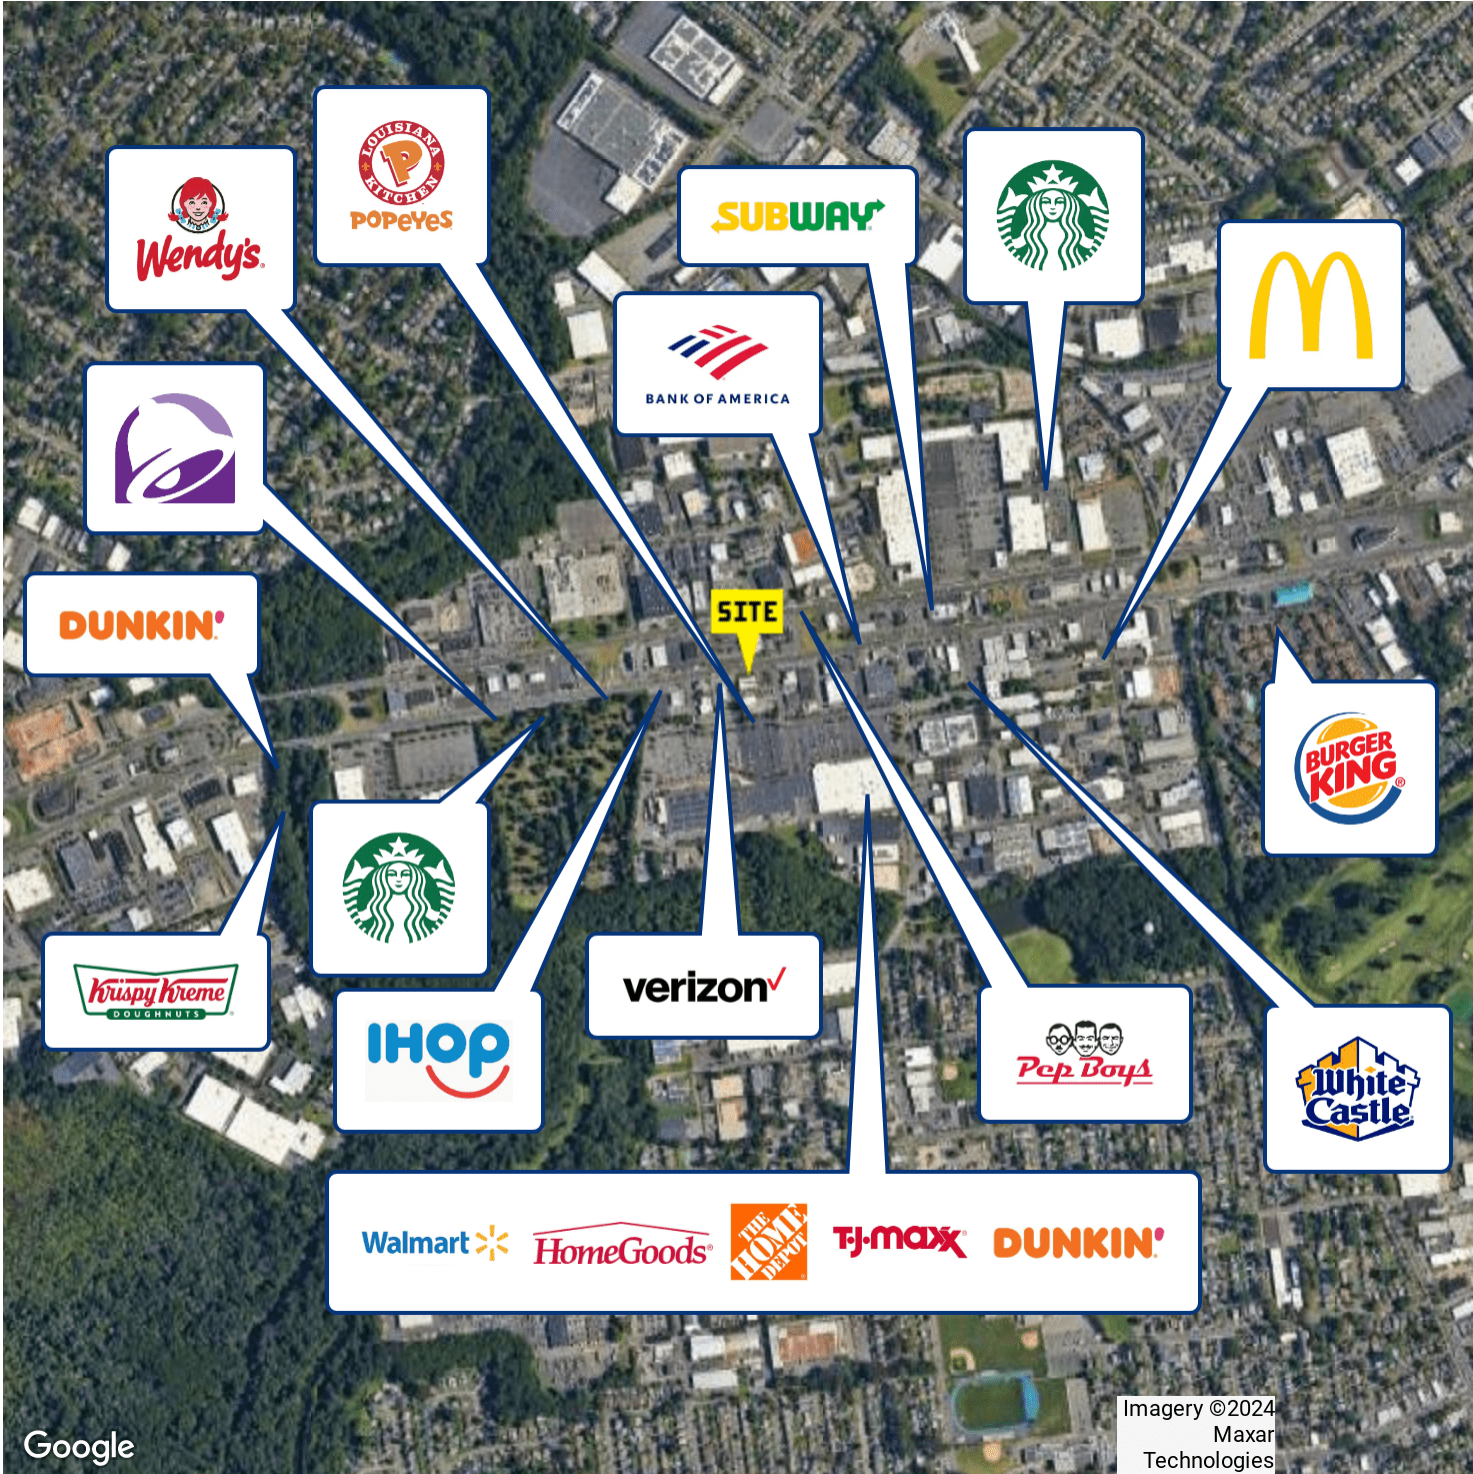 LOUISIANA
P
KITCHEN
POPEYES
Wendy's
SUBWAY
BANK OF AMERICA
M
DUNKIN'
SITE
BURGER
KING®
Krispy Kreme
DOUGHNUTS
IHOP
verizon
Pep Boys
White
Castle
Walmart
HomeGoods®
THE
HOME
DEPOT
T·J·maxx
DUNKIN'
Google
Imagery ©2024
Maxar
Technologies